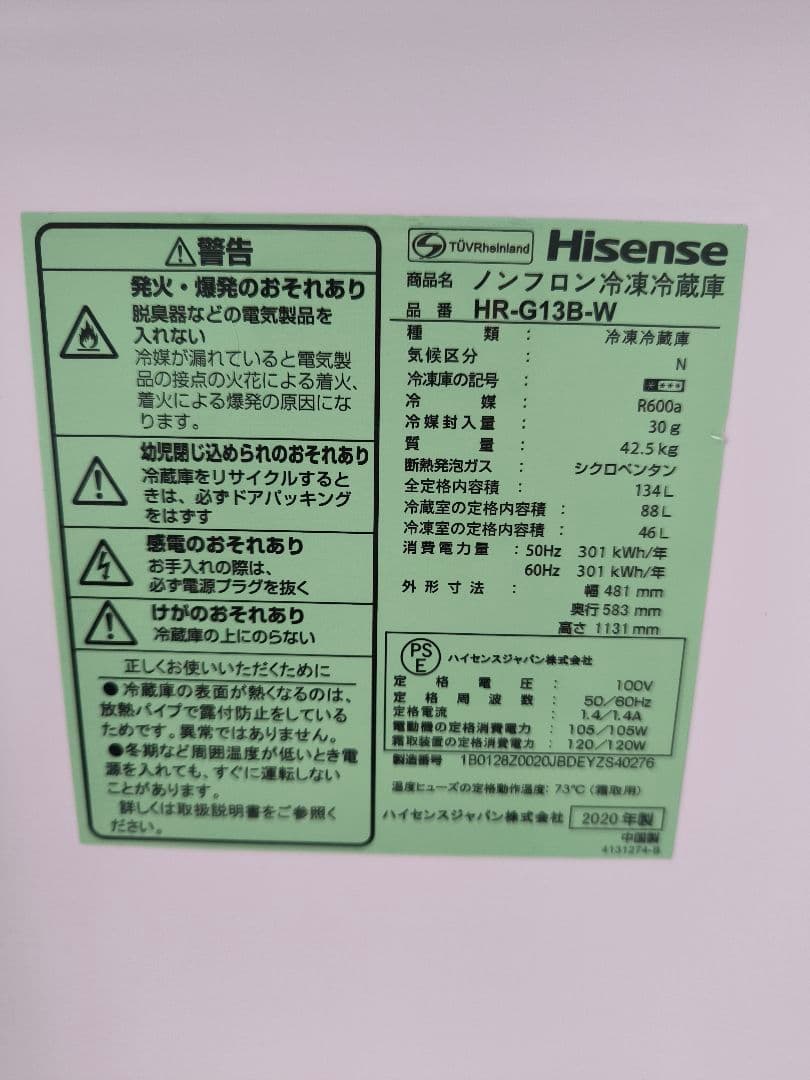 警告
発火・爆発のおそれあり
脱臭器などの電気製品を
入れない
冷媒が漏れていると電気製
品の接点の火花による着火、
着火による爆発の原因にな
ります。
幼児閉じ込められのおそれあり
冷蔵庫をリサイクルすると
きは、必ずドアパッキング
をはずす
感電のおそれあり
お手入れの際は、
必ず電源プラグを抜く
けがのおそれあり
冷蔵庫の上にのらない
正しくお使いいただくために
●冷蔵庫の表面が熱くなるのは、
放熱パイプで露付防止をしている
ためです。異常ではありません。
●冬期など周囲温度が低いとき電
源を入れても、すぐに運転しない
ことがあります。
詳しくは取扱説明書をご参照く
ださい。
TÜVRheinland Hisense
商品名 ノンフロン冷凍冷蔵庫
品番 HR-G13B-W
種類 : 冷凍冷蔵庫
気候区分 : N
冷凍庫の記号 : * ***
冷媒 : R600a
冷媒封入量 : 30g
質量 : 42.5kg
断熱発泡ガス : シクロペンタン
全定格内容積 : 134L
冷蔵室の定格内容積 : 88L
冷凍室の定格内容積 : 46L
消費電力量 : 50Hz 301 kWh/年
60Hz 301 kWh/年
外形寸法 : 幅 481 mm
奥行 583 mm
高さ 1131 mm
PS
E ハイセンスジャパン株式会社
定格電圧 : 100V
定格周波数 : 50/60Hz
定格電流 : 1.4/1.4A
電動機の定格消費電力 : 105/105W
霜取装置の定格消費電力 : 120/120W
製造番号 1B0128Z0020JBDEYZS40276
温度ヒューズの定格動作温度: 73℃ (霜取用)
ハイセンスジャパン株式会社 2020 年製
中国製
4131274-B